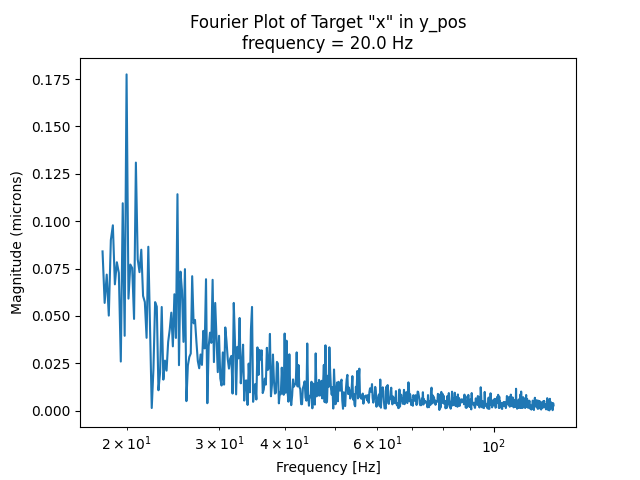 Fourier Plot of Target "x" in y_pos
frequency = 20.0 Hz
Magnitude (microns)
0.175
0.150
0.125
0.100
0.075
0.050
0.025
0.000
2 × 10¹ 3 × 10¹ 4 × 10¹ 6 × 10¹ 10²
Frequency [Hz]